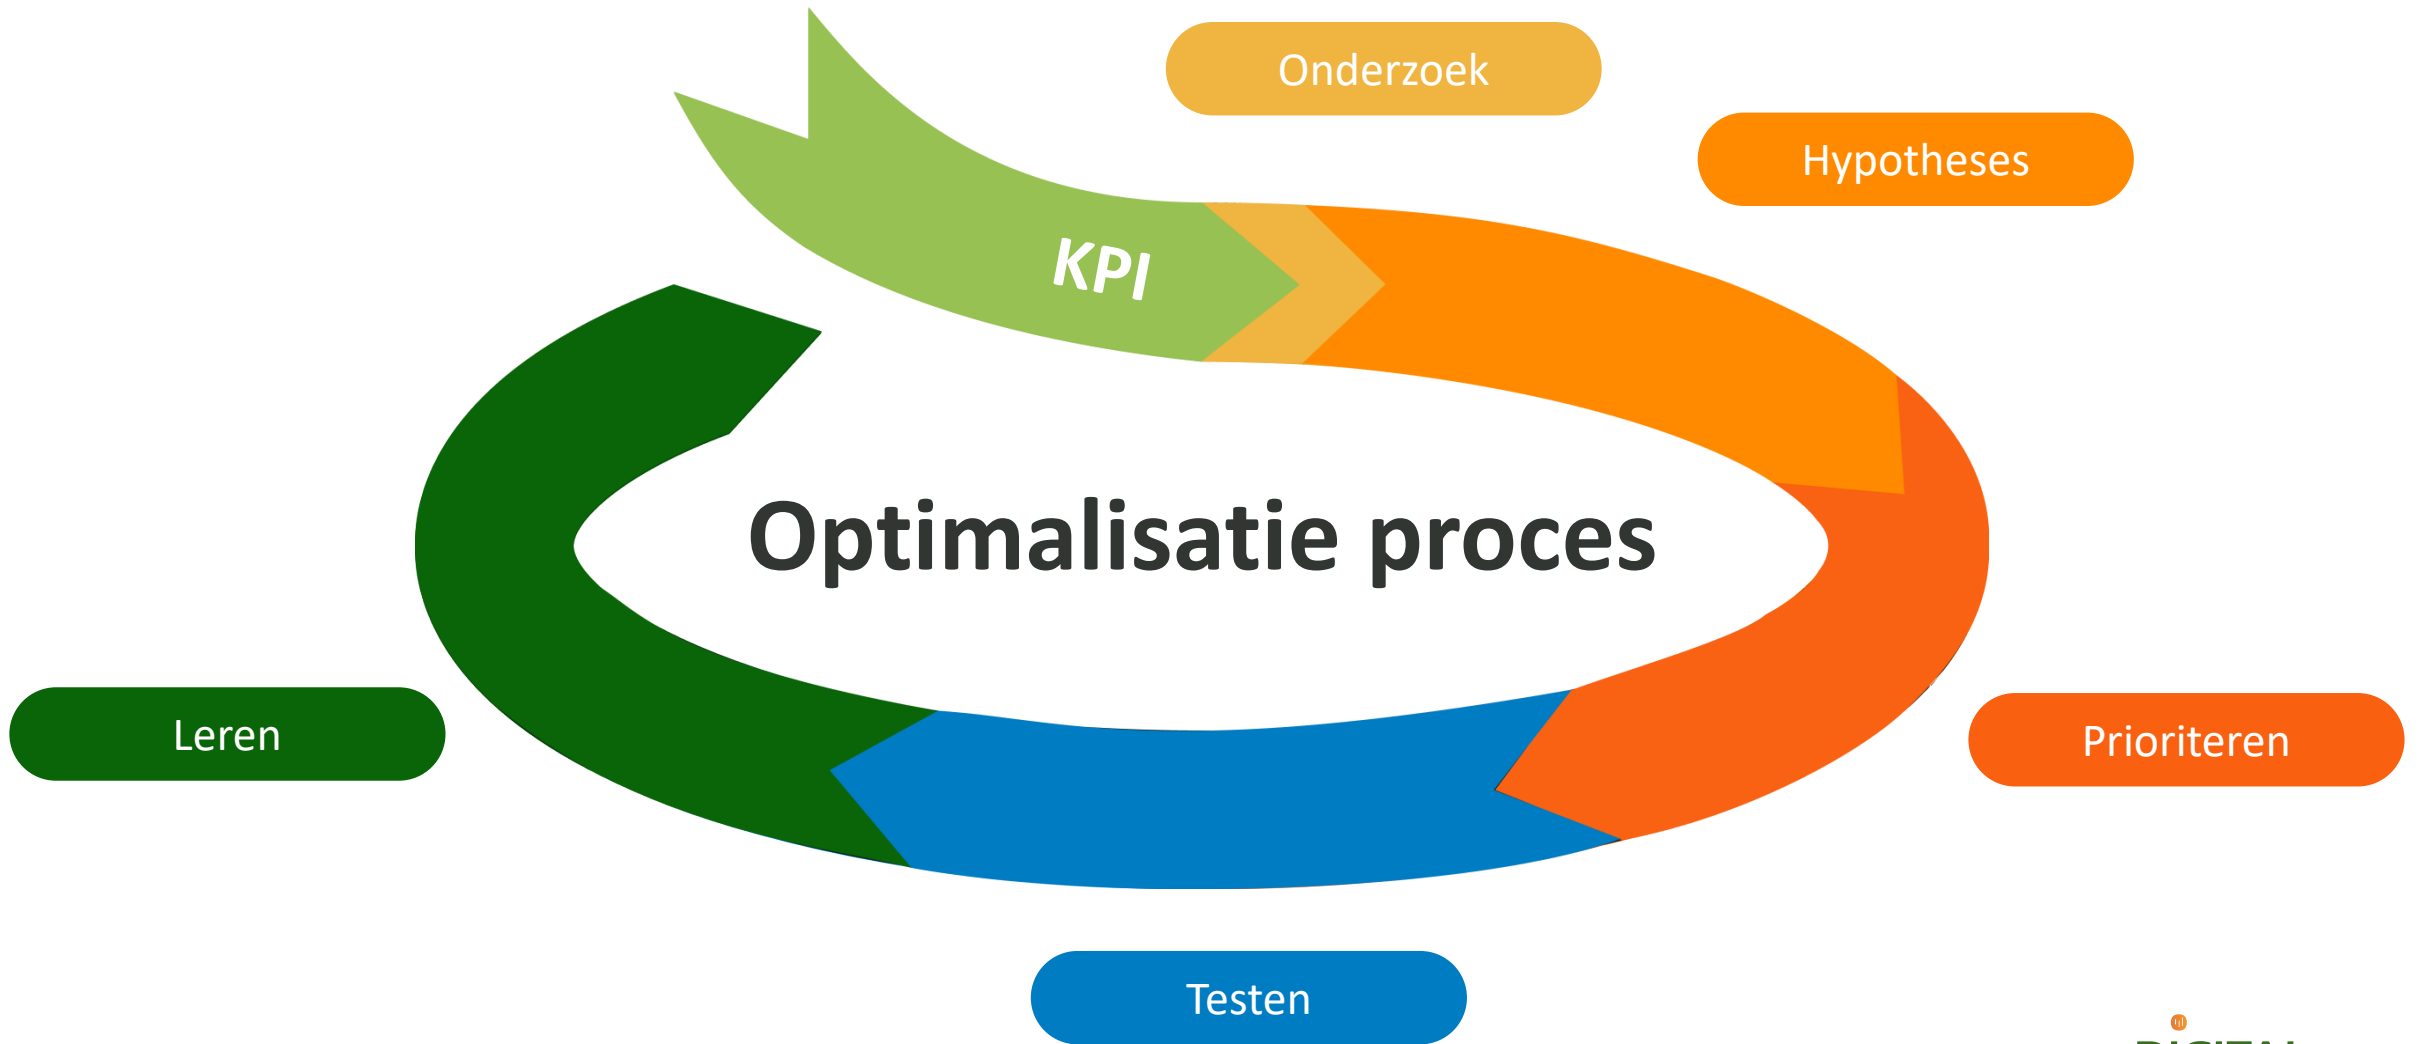 Onderzoek
Hypotheses
KPI
Optimalisatie proces
Leren
Prioriteren
Testen